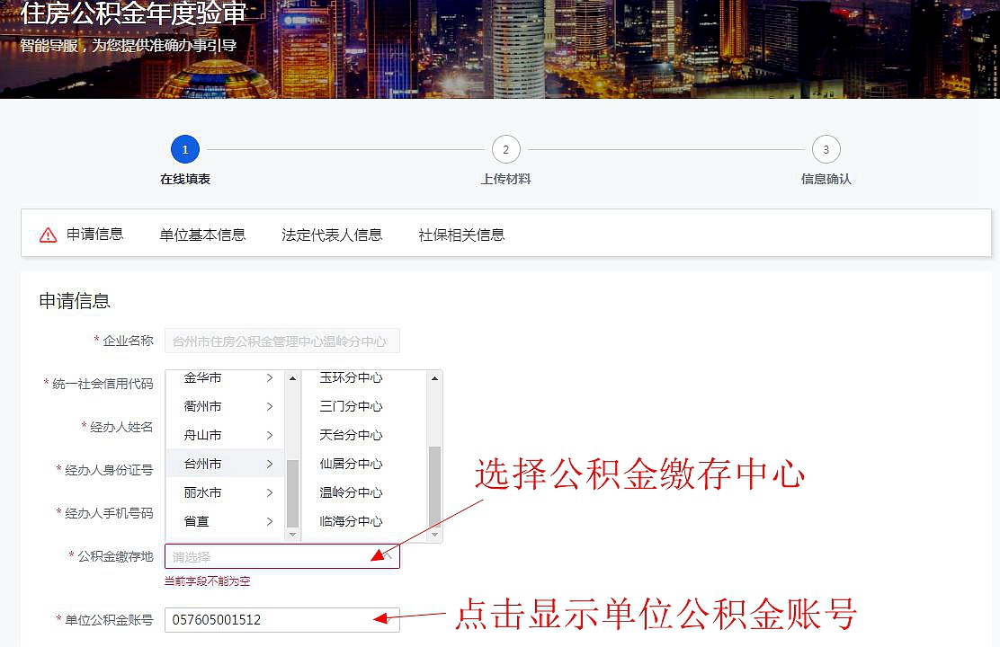 住房公积金年度验审
智能导服，为您提供准确办事引导
1
2
3
在线填表
上传材料
信息确认
申请信息 单位基本信息 法定代表人信息 社保相关信息
申请信息
* 企业名称 台州市住房公积金管理中心温岭分中心
* 统一社会信用代码
金华市 玉环分中心
衢州市 三门分中心
* 经办人姓名
舟山市 天台分中心
* 经办人身份证号
台州市 仙居分中心
丽水市 温岭分中心
* 经办人手机号码
省直 临海分中心
选择公积金缴存中心
* 公积金缴存地 请选择
当前字段不能为空
* 单位公积金账号 057605001512
点击显示单位公积金账号